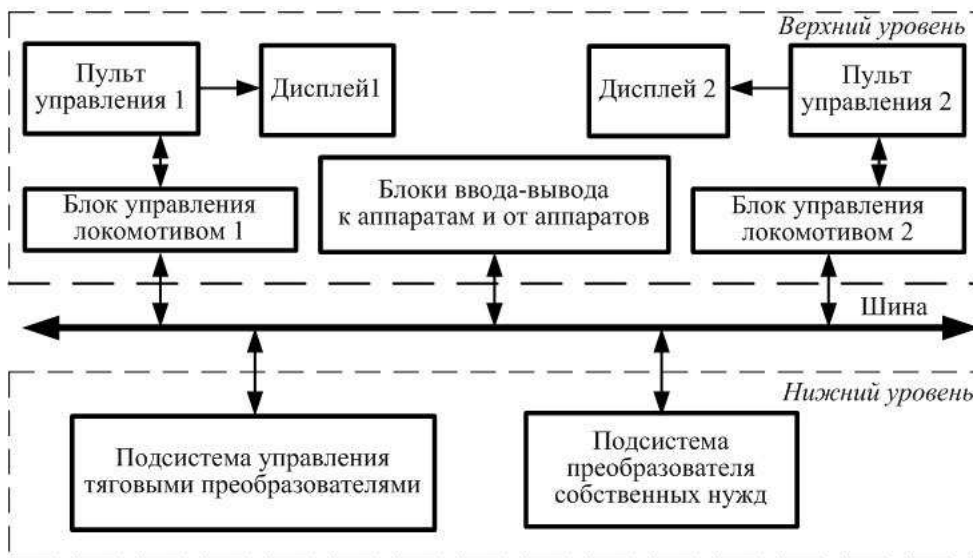 Верхний уровень
Пульт
управления 1
Дисплей1
Дисплей 2
Пульт
управления 2
Блок управления
локомотивом 1
Блоки ввода-вывода
к аппаратам и от аппаратов
Блок управления
локомотивом 2
Шина
Нижний уровень
Подсистема управления
тяговыми преобразователями
Подсистема
преобразователя
собственных нужд